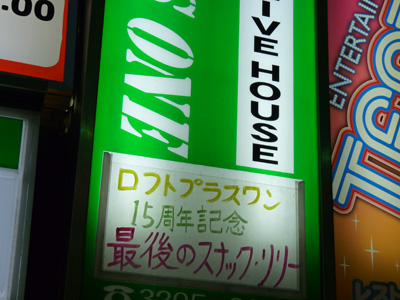 .00
ONE
IVE HOUSE
ENTERTAI
ロフトプラスワン
15周年記念
最後のスナック・リリー
3205